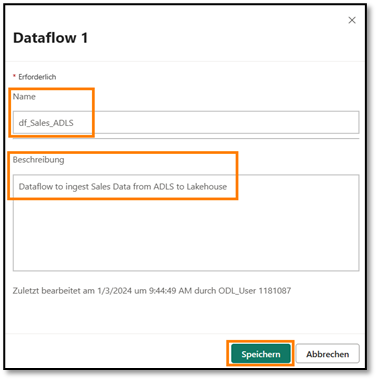 Dataflow 1
* Erforderlich
Name
df_Sales_ADLS
Beschreibung
Dataflow to ingest Sales Data from ADLS to Lakehouse
Zuletzt bearbeitet am 1/3/2024 um 9:44:49 AM durch ODL_User 1181087
Speichern Abbrechen